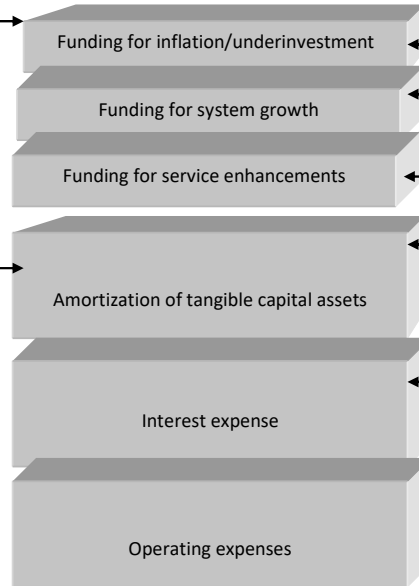 Funding for inflation/underinvestment
Funding for system growth
Funding for service enhancements
Amortization of tangible capital assets
Interest expense
Operating expenses